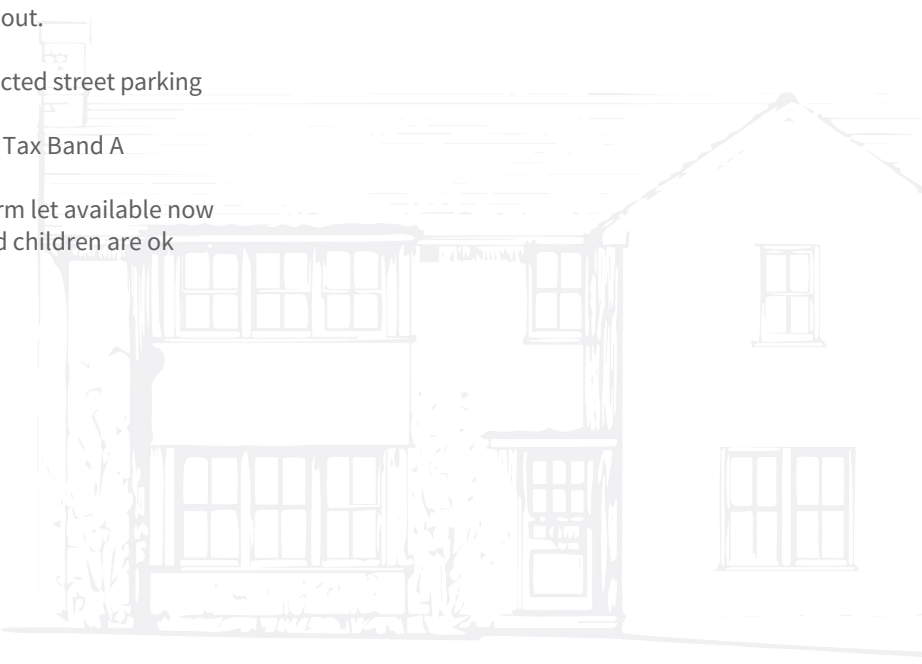 out.
cted street parking
Tax Band A
rm let available now
d children are ok